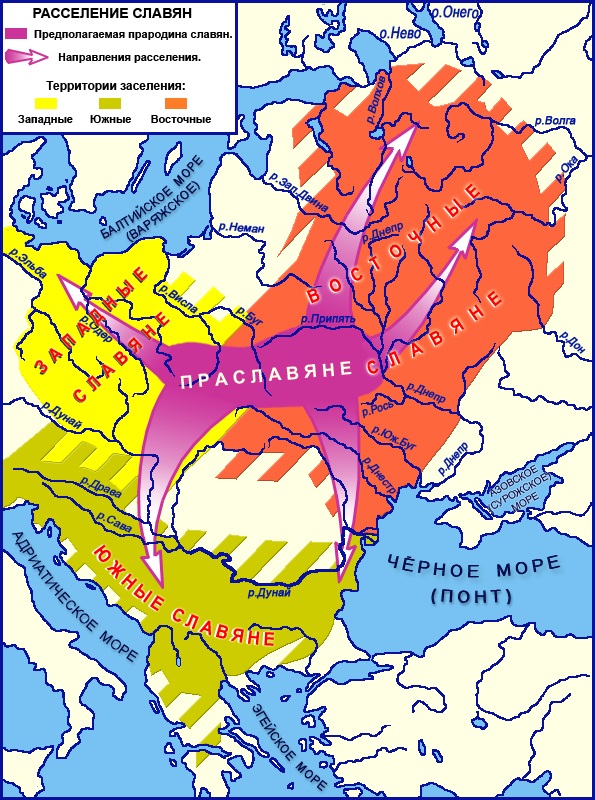 РАССЕЛЕНИЕ СЛАВЯН
Предполагаемая прародина славян.
Направления расселения.
Территории заселения:
Западные Южные Восточные
о.Онего
о.Нево
р.Волхов
р.Волга
р.Ока
БАЛТИЙСКОЕ МОРЕ
(ВАРЯЖСКОЕ)
р.Зап.Двина
р.Неман
р.Днепр
ВОСТОЧНЫЕ
СЛАВЯНЕ
р.Эльба
р.Висла
р.Одер
р.Буг
р.Припять
ЗАПАДНЫЕ
СЛАВЯНЕ
ПРАСЛАВЯНЕ
р.Дон
р.Днепр
р.Рось
р.Юж.Буг
р.Днепр
р.Днестр
р.Дунай
р.Драва
р.Сава
АЗОВСКОЕ
(СУРОЖСКОЕ)
МОРЕ
АДРИАТИЧЕСКОЕ МОРЕ
ЮЖНЫЕ СЛАВЯНЕ
р.Дунай
ЧЁРНОЕ МОРЕ
(ПОНТ)
ЭГЕЙСКОЕ МОРЕ